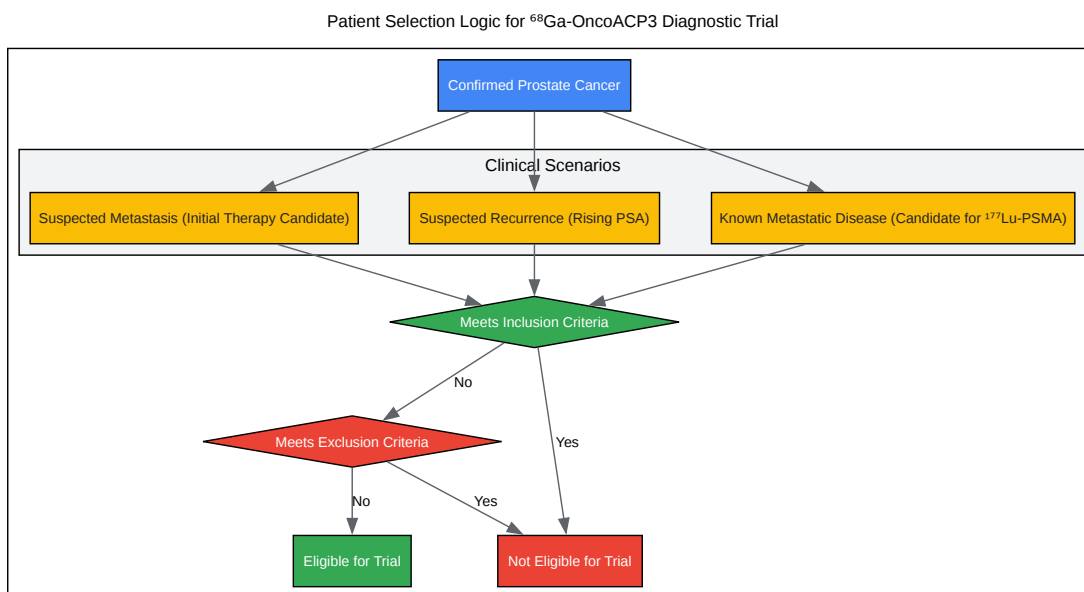 Patient Selection Logic for ⁶⁸Ga-OncoACP3 Diagnostic Trial
Confirmed Prostate Cancer
Clinical Scenarios
Suspected Metastasis (Initial Therapy Candidate)
Suspected Recurrence (Rising PSA)
Known Metastatic Disease (Candidate for ¹⁷⁷Lu-PSMA)
Meets Inclusion Criteria
No
Meets Exclusion Criteria
Yes
No
Yes
Eligible for Trial
Not Eligible for Trial